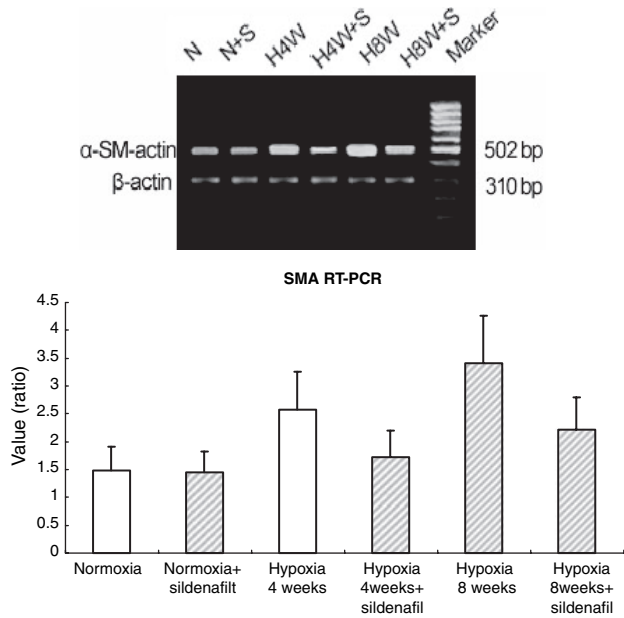 N N+S H4W H4W+S H8W H8W+S Marker
α-SM-actin 502 bp
β-actin 310 bp
SMA RT-PCR
Value (ratio)
4.5
4
3.5
3
2.5
2
1.5
1
0.5
0
Normoxia Normoxia+ Hypoxia Hypoxia Hypoxia Hypoxia
sildenafilt 4 weeks 4weeks+ 8 weeks 8weeks+
sildenafil sildenafil